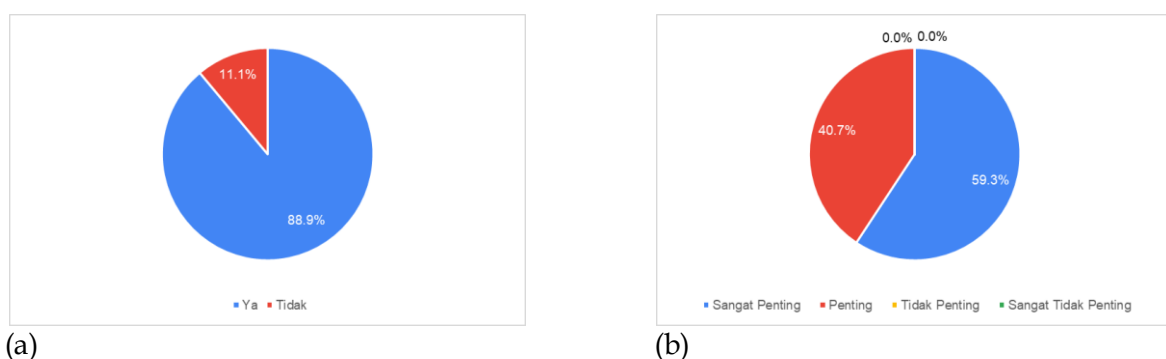 11.1%
88.9%
Ya Tidak
(a)
0.0% 0.0%
40.7%
59.3%
Sangat Penting Penting Tidak Penting Sangat Tidak Penting
(b)